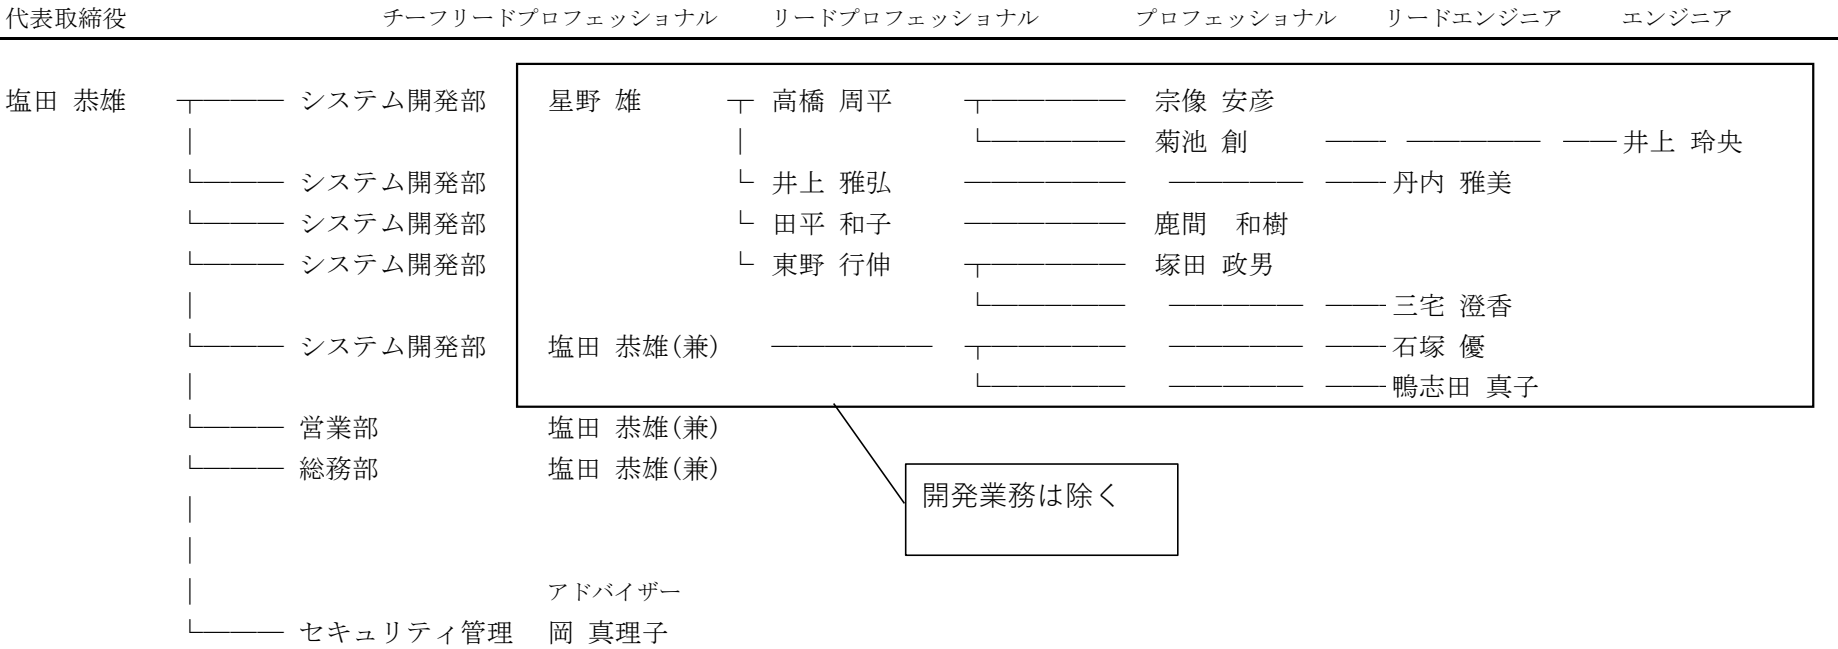 代表取締役 チーフリードプロフェッショナル リードプロフェッショナル プロフェッショナル リードエンジニア エンジニア
塩田 恭雄 システム開発部 星野 雄 高橋 周平 宗像 安彦
菊池 創 井上 玲央
システム開発部 井上 雅弘 丹内 雅美
システム開発部 田平 和子 鹿間 和樹
システム開発部 東野 行伸 塚田 政男
三宅 澄香
システム開発部 塩田 恭雄(兼) 石塚 優
鴨志田 真子
営業部 塩田 恭雄(兼)
総務部 塩田 恭雄(兼)
開発業務は除く
アドバイザー
セキュリティ管理 岡 真理子